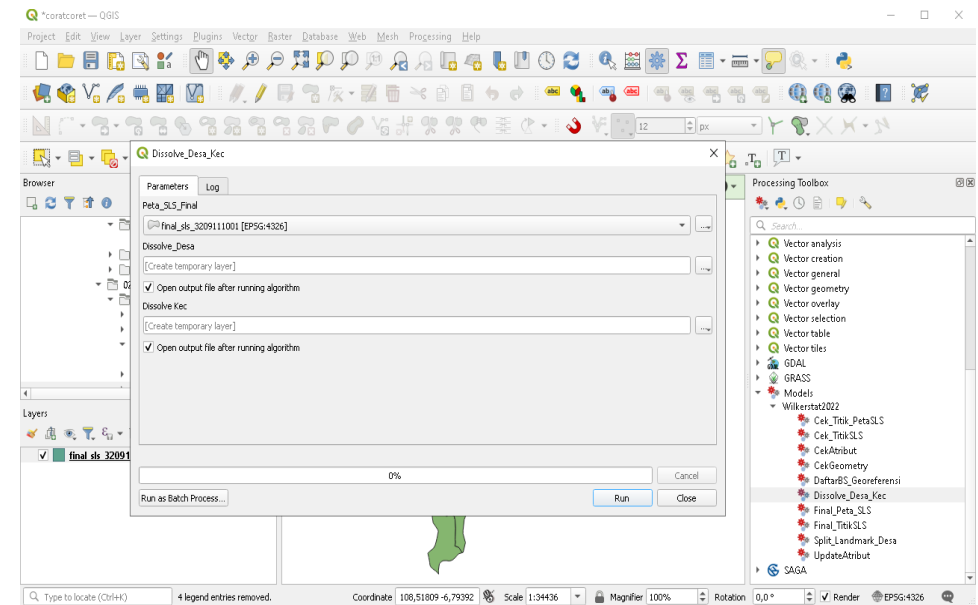 *coratcoret — QGIS
Project Edit View Layer Settings Plugins Vector Raster Database Web Mesh Processing Help
abc
abc
abc
12
px
T
Dissolve_Desa_Kec
Browser
Parameters
Log
Peta_SLS_Final
final_sls_3209111001 [EPSG:4326]
Dissolve_Desa
[Create temporary layer]
Open output file after running algorithm
Dissolve Kec
[Create temporary layer]
Open output file after running algorithm
0%
Cancel
Run as Batch Process...
Run
Close
02
Layers
final_sls_32091
Processing Toolbox
Search...
Vector analysis
Vector creation
Vector general
Vector geometry
Vector overlay
Vector selection
Vector table
Vector tiles
GDAL
GRASS
Models
Wilkerstat2022
Cek_Titik_PetaSLS
Cek_TitikSLS
CekAtribut
CekGeometry
DaftarBS_Georeferensi
Dissolve_Desa_Kec
Final_Peta_SLS
Final_TitikSLS
Split_Landmark_Desa
UpdateAtribut
SAGA
Type to locate (Ctrl+K)
4 legend entries removed.
Coordinate 108,51809 -6,79392
Scale 1:34436
Magnifier 100%
Rotation 0,0 °
Render
EPSG:4326